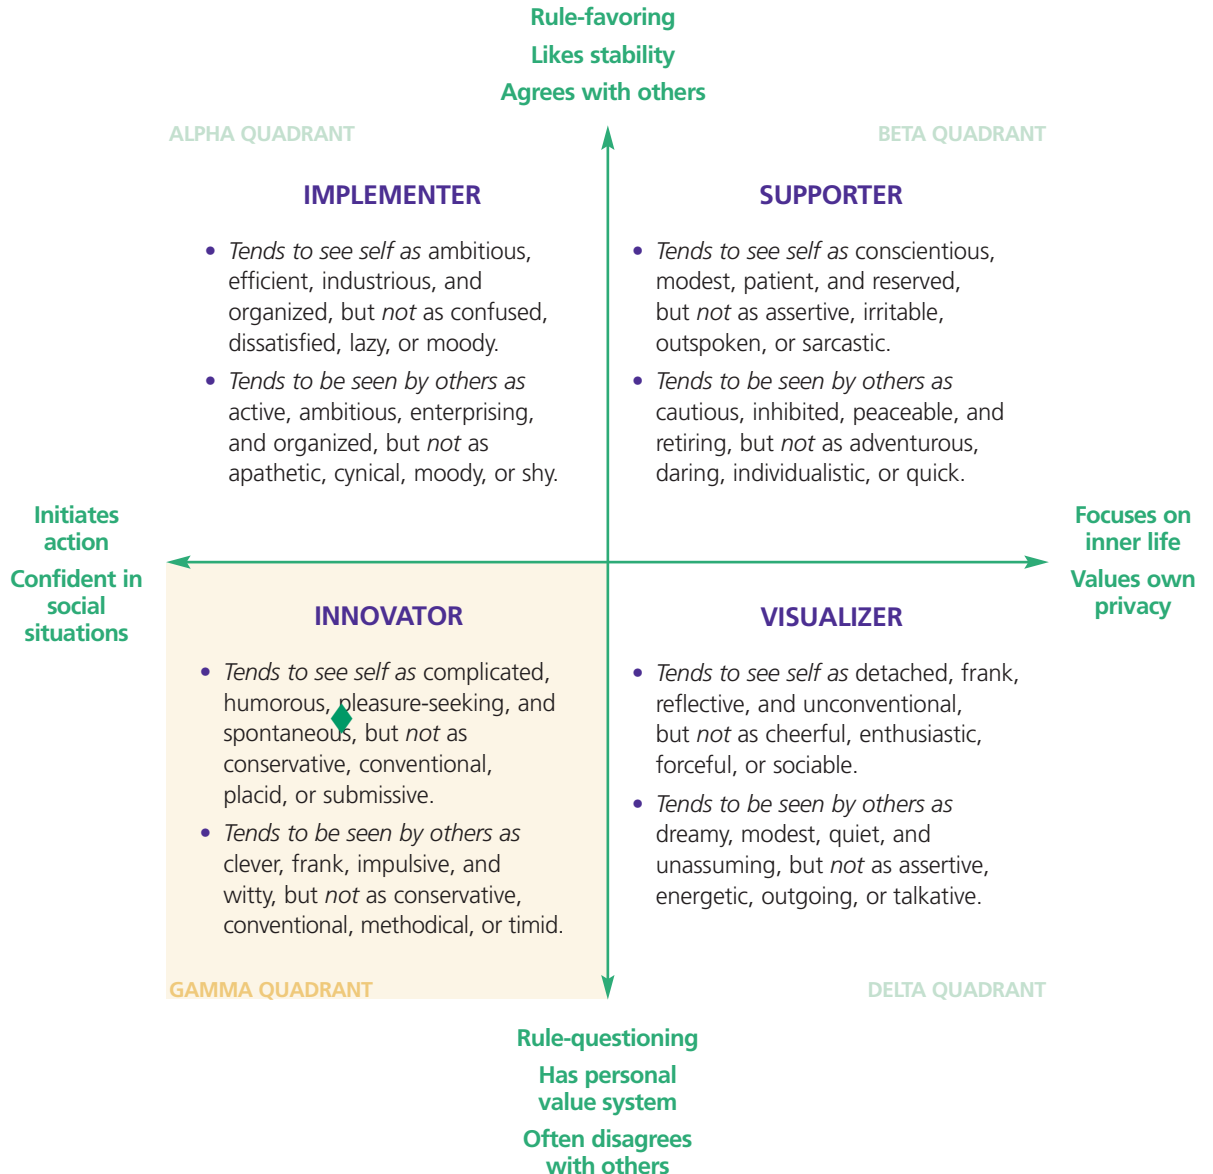 Rule-favoring
Likes stability
Agrees with others
ALPHA QUADRANT
BETA QUADRANT
IMPLEMENTER
• Tends to see self as ambitious,
efficient, industrious, and
organized, but not as confused,
dissatisfied, lazy, or moody.
• Tends to be seen by others as
active, ambitious, enterprising,
and organized, but not as
apathetic, cynical, moody, or shy.
SUPPORTER
• Tends to see self as conscientious,
modest, patient, and reserved,
but not as assertive, irritable,
outspoken, or sarcastic.
• Tends to be seen by others as
cautious, inhibited, peaceable, and
retiring, but not as adventurous,
daring, individualistic, or quick.
Initiates
action
Confident in
social
situations
Focuses on
inner life
Values own
privacy
INNOVATOR
• Tends to see self as complicated,
humorous, pleasure-seeking, and
spontaneous, but not as
conservative, conventional,
placid, or submissive.
• Tends to be seen by others as
clever, frank, impulsive, and
witty, but not as conservative,
conventional, methodical, or timid.
VISUALIZER
• Tends to see self as detached, frank,
reflective, and unconventional,
but not as cheerful, enthusiastic,
forceful, or sociable.
• Tends to be seen by others as
dreamy, modest, quiet, and
unassuming, but not as assertive,
energetic, outgoing, or talkative.
GAMMA QUADRANT
DELTA QUADRANT
Rule-questioning
Has personal
value system
Often disagrees
with others